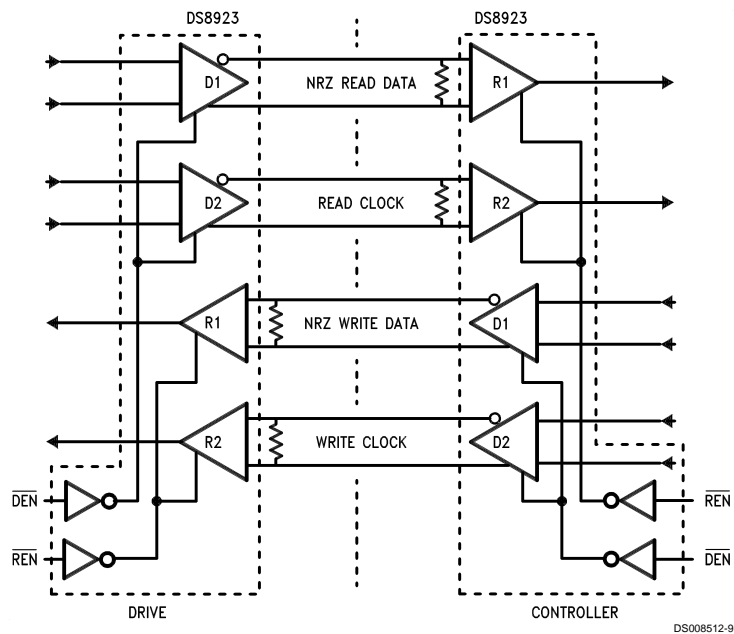 DS8923
DS8923
D1
NRZ READ DATA
R1
D2
READ CLOCK
R2
R1
NRZ WRITE DATA
D1
R2
WRITE CLOCK
D2
DEN
REN
REN
DEN
DRIVE
CONTROLLER
DS008512-9